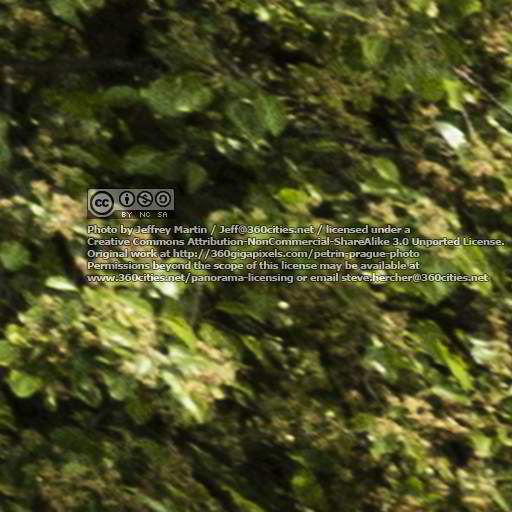 cc
BY NC SA
Photo by Jeffrey Martin / Jeff@360cities.net / licensed under a
Creative Commons Attribution-NonCommercial-ShareAlike 3.0 Unported License.
Original work at http://360gigapixels.com/petrin-prague-photo
Permissions beyond the scope of this license may be available at
www.360cities.net/panorama-licensing or email steve.hercher@360cities.net